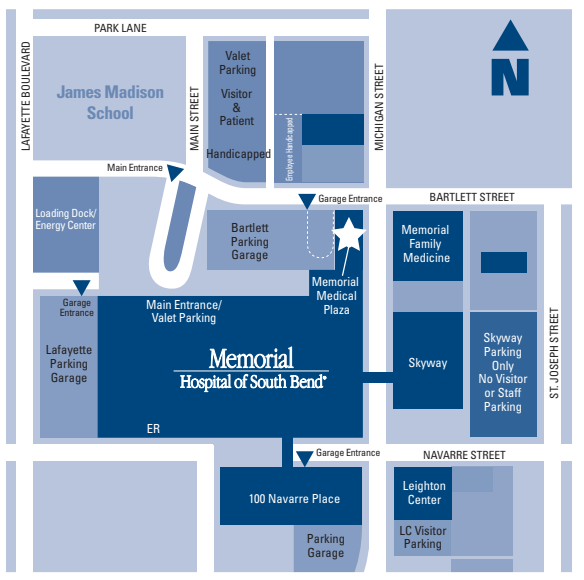 PARK LANE
LAFAYETTE BOULEVARD
James Madison
School
MAIN STREET
Valet
Parking
Visitor
&
Patient
Handicapped
Employee Handicapped
MICHIGAN STREET
N
Main Entrance
Garage Entrance
BARTLETT STREET
Loading Dock/
Energy Center
Bartlett
Parking
Garage
Memorial
Family
Medicine
Memorial
Medical
Plaza
Garage
Entrance
Main Entrance/
Valet Parking
Lafayette
Parking
Garage
Memorial
Hospital of South Bend®
Skyway
Skyway
Parking
Only
No Visitor
or Staff
Parking
ST. JOSEPH STREET
ER
Garage Entrance
NAVARRE STREET
100 Navarre Place
Leighton
Center
LC Visitor
Parking
Parking
Garage